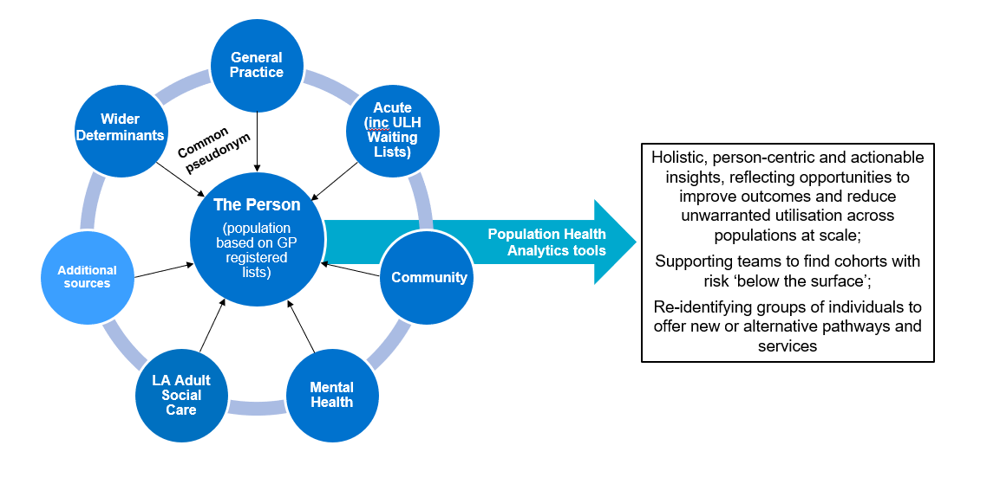 General
Practice
Acute
(inc ULH
Waiting
Lists)
Wider
Determinants
Common
pseudonym
The Person
(population
based on GP
registered
lists)
Population Health
Analytics tools
Community
Additional
sources
LA Adult
Social
Care
Mental
Health
Holistic, person-centric and actionable
insights, reflecting opportunities to
improve outcomes and reduce
unwarranted utilisation across
populations at scale;
Supporting teams to find cohorts with
risk ‘below the surface’;
Re-identifying groups of individuals to
offer new or alternative pathways and
services